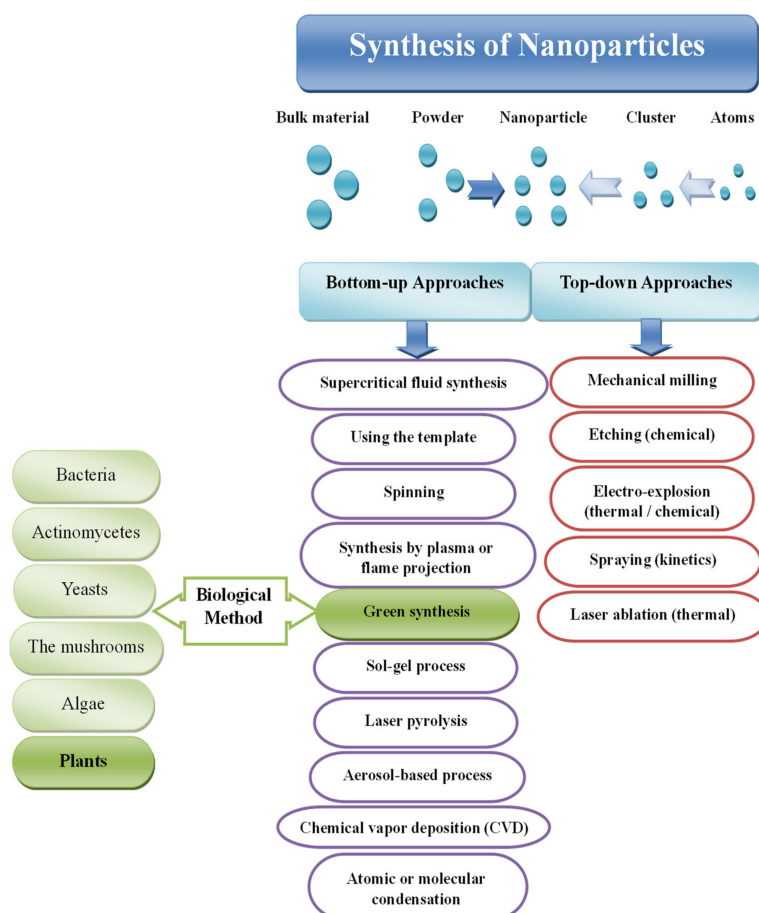 Synthesis of Nanoparticles
Bulk material
Powder
Nanoparticle
Cluster
Atoms
Bottom-up Approaches
Top-down Approaches
Supercritical fluid synthesis
Using the template
Spinning
Synthesis by plasma or
flame projection
Green synthesis
Sol-gel process
Laser pyrolysis
Aerosol-based process
Chemical vapor deposition (CVD)
Atomic or molecular
condensation
Mechanical milling
Etching (chemical)
Electro-explosion
(thermal / chemical)
Spraying (kinetics)
Laser ablation (thermal)
Biological
Method
Bacteria
Actinomycetes
Yeasts
The mushrooms
Algae
Plants